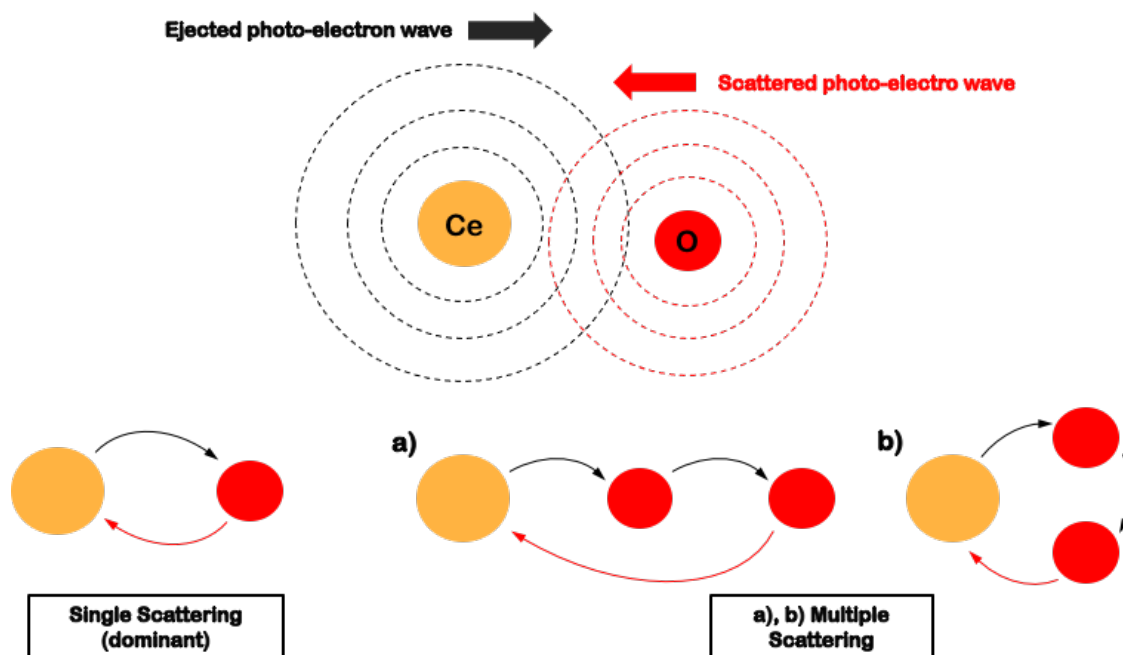 Ejected photo-electron wave
Scattered photo-electro wave
Ce
O
a)
b)
Single Scattering
(dominant)
a), b) Multiple
Scattering